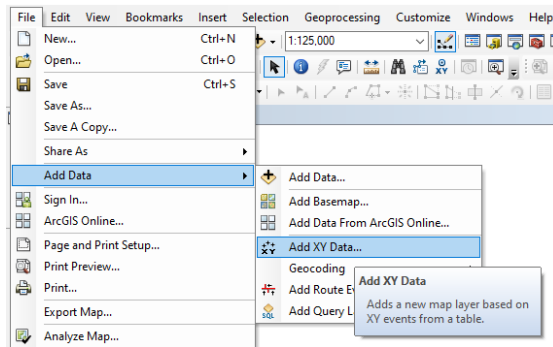 File Edit View Bookmarks Insert Selection Geoprocessing Customize Windows Help
New... Ctrl+N
1:125,000
Open... Ctrl+O
Save Ctrl+S
Save As...
Save A Copy...
Share As
Add Data
Add Data...
Sign In...
Add Basemap...
ArcGIS Online...
Add Data From ArcGIS Online...
Page and Print Setup...
XY Add XY Data...
Print Preview...
Geocoding
Add XY Data
Print...
Add Route Ev
Adds a new map layer based on
XY events from a table.
Export Map...
SQL Add Query L
Analyze Map...